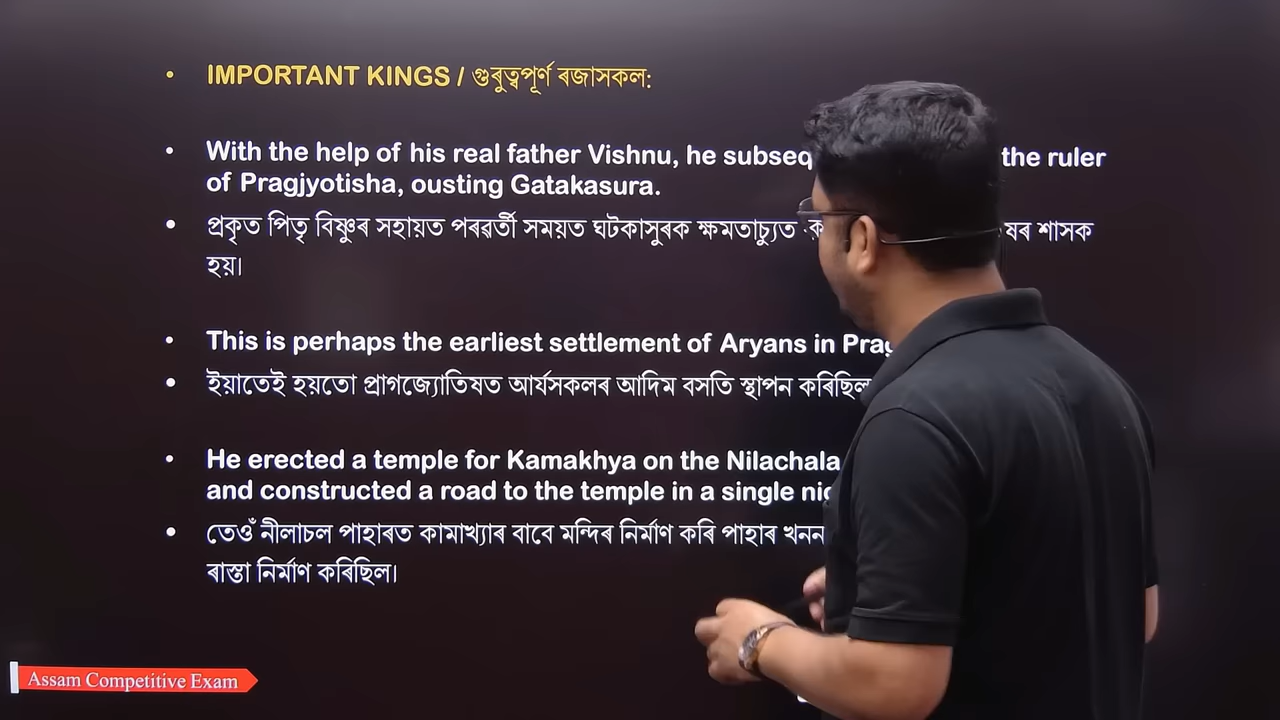 IMPORTANT KINGS / গুৰুত্বপূৰ্ণ ৰজাসকল:
With the help of his real father Vishnu, he the ruler
of Pragjyotisha, ousting Gatakasura.
প্ৰকৃত পিতৃ বিষ্ণুৰ সহায়ত পৰৱৰ্তী সময়ত ঘটকাসুৰক ক্ষমতাচ্যুত শাসক
হয়।
This is perhaps the earliest settlement of Aryans in
ইয়াতেই হয়তো প্ৰাগজ্যোতিষত আৰ্যসকলৰ আদিম বসতি স্থাপন কৰিছিল
He erected a temple for Kamakhya on the Nilachala
and constructed a road to the temple in a single
তেওঁ নীলাচল পাহাৰত কামাখ্যাৰ বাবে মন্দিৰ নিৰ্মাণ কৰি পাহাৰ খনন
ৰাস্তা নিৰ্মাণ কৰিছিল।
Assam Competitive Exam